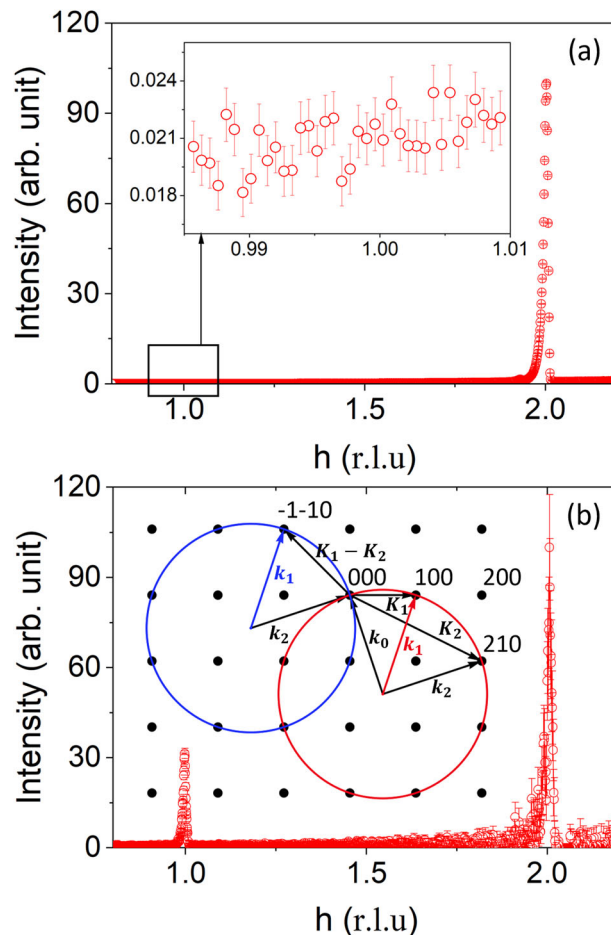 (a)
Intensity (arb. unit)
120
90
60
30
0
0.024
0.021
0.018
0.99
1.00
1.01
1.0
1.5
2.0
h (r.l.u)
(b)
Intensity (arb. unit)
120
90
60
30
0
-1-10
K₁ − K₂
000
100
200
k₁
K₁
K₂
k₂
k₀
k₁
210
k₂
1.0
1.5
2.0
h (r.l.u)